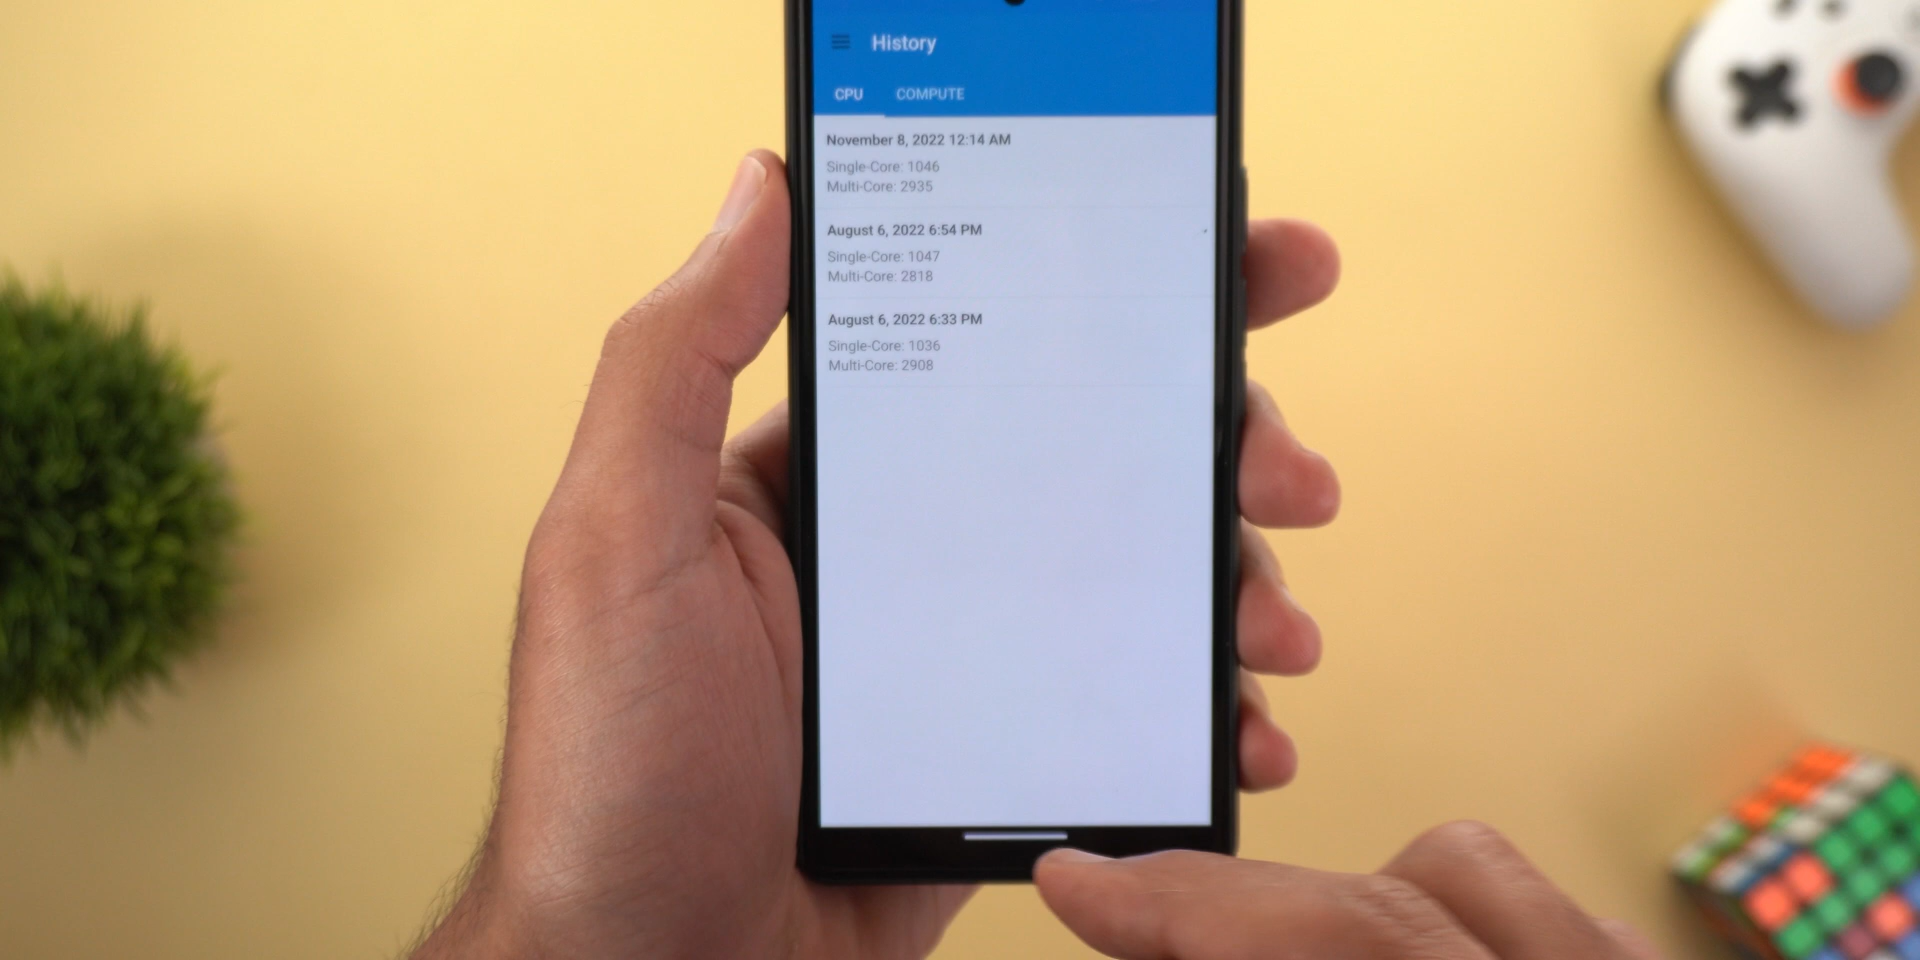 History
CPU COMPUTE
November 8, 2022 12:14 AM
Single-Core: 1046
Multi-Core: 2935
August 6, 2022 6:54 PM
Single-Core: 1047
Multi-Core: 2818
August 6, 2022 6:33 PM
Single-Core: 1036
Multi-Core: 2908